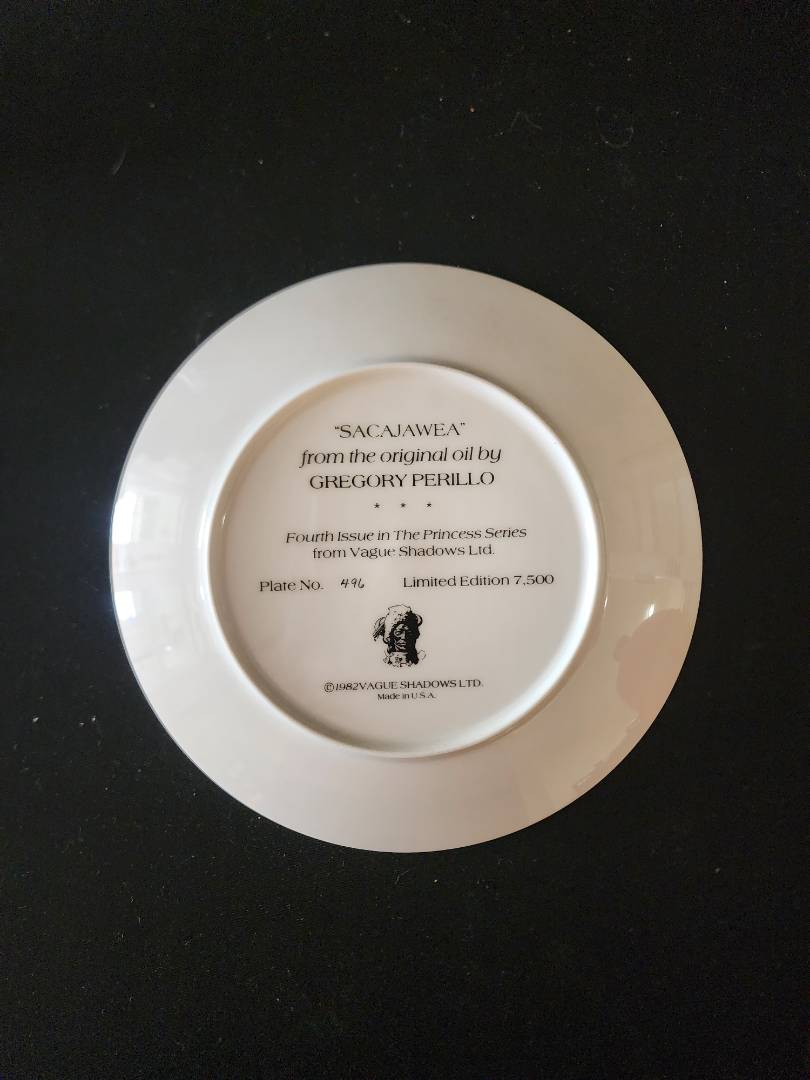 "SACAJAWEA"
from the original oil by
GREGORY PERILLO
* * *
Fourth Issue in The Princess Series
from Vague Shadows Ltd.
Plate No. 496 Limited Edition 7,500
©1982 VAGUE SHADOWS LTD.
Made in U.S.A.